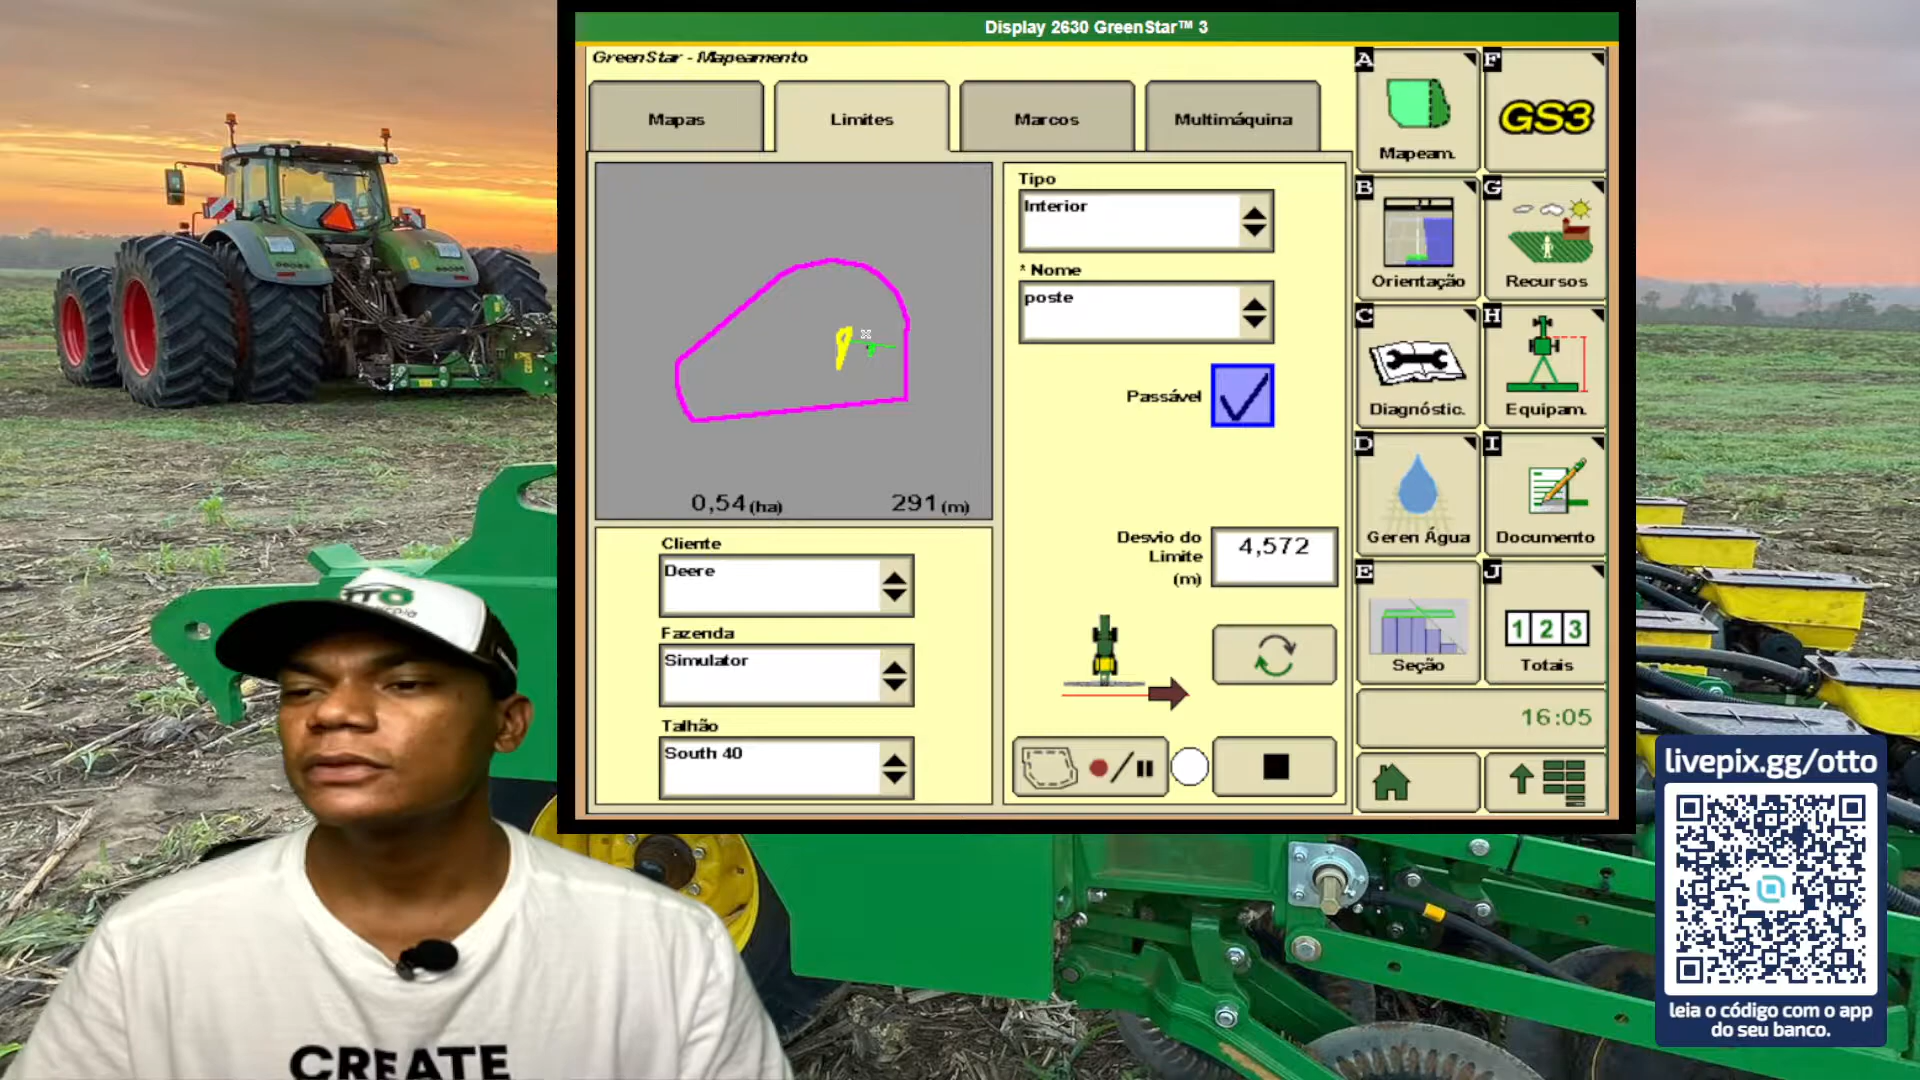 Display 2630 GreenStar™ 3
GreenStar - Mapeamento
Mapas
Limites
Marcos
Multimáquina
0,54 (ha)
291 (m)
Cliente
Deere
Fazenda
Simulator
Talhão
South 40
Tipo
Interior
* Nome
poste
Passável
Desvio do
Limite
(m)
4,572
A
Mapeam.
F
GS3
B
Orientação
G
Recursos
C
Diagnóstic.
H
Equipam.
D
Geren Água
I
Documento
E
Seção
J
1 2 3
Totais
16:05
CREATE
livepix.gg/otto
leia o código com o app
do seu banco.